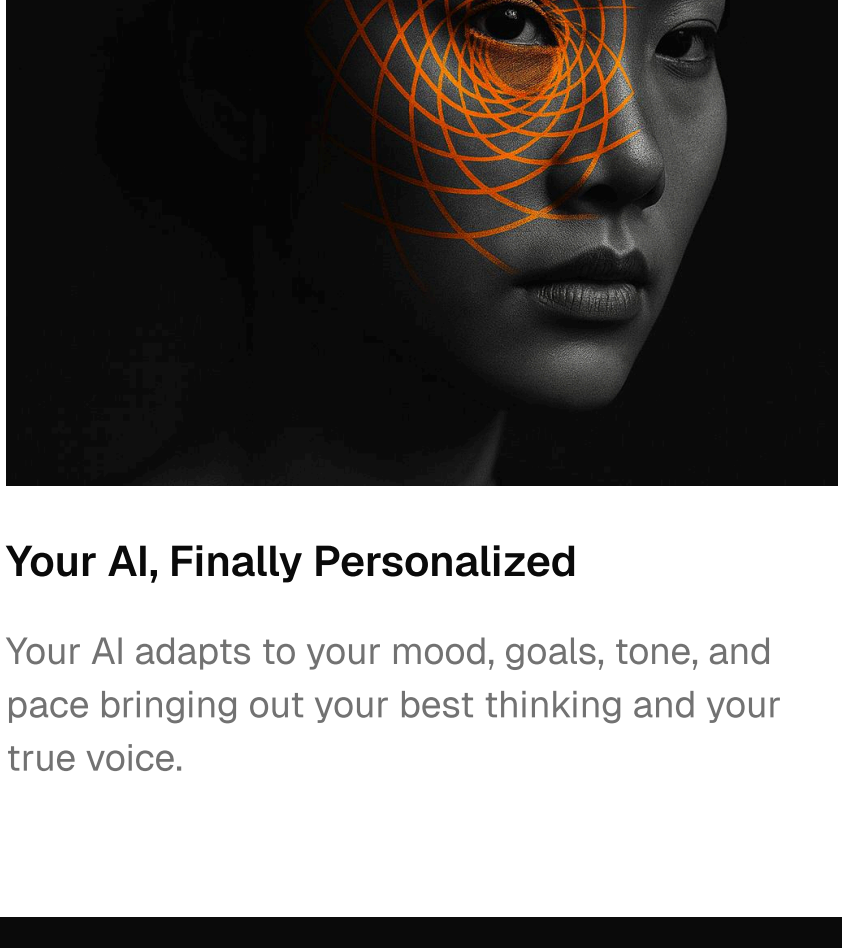 Your AI, Finally Personalized
Your AI adapts to your mood, goals, tone, and
pace bringing out your best thinking and your
true voice.